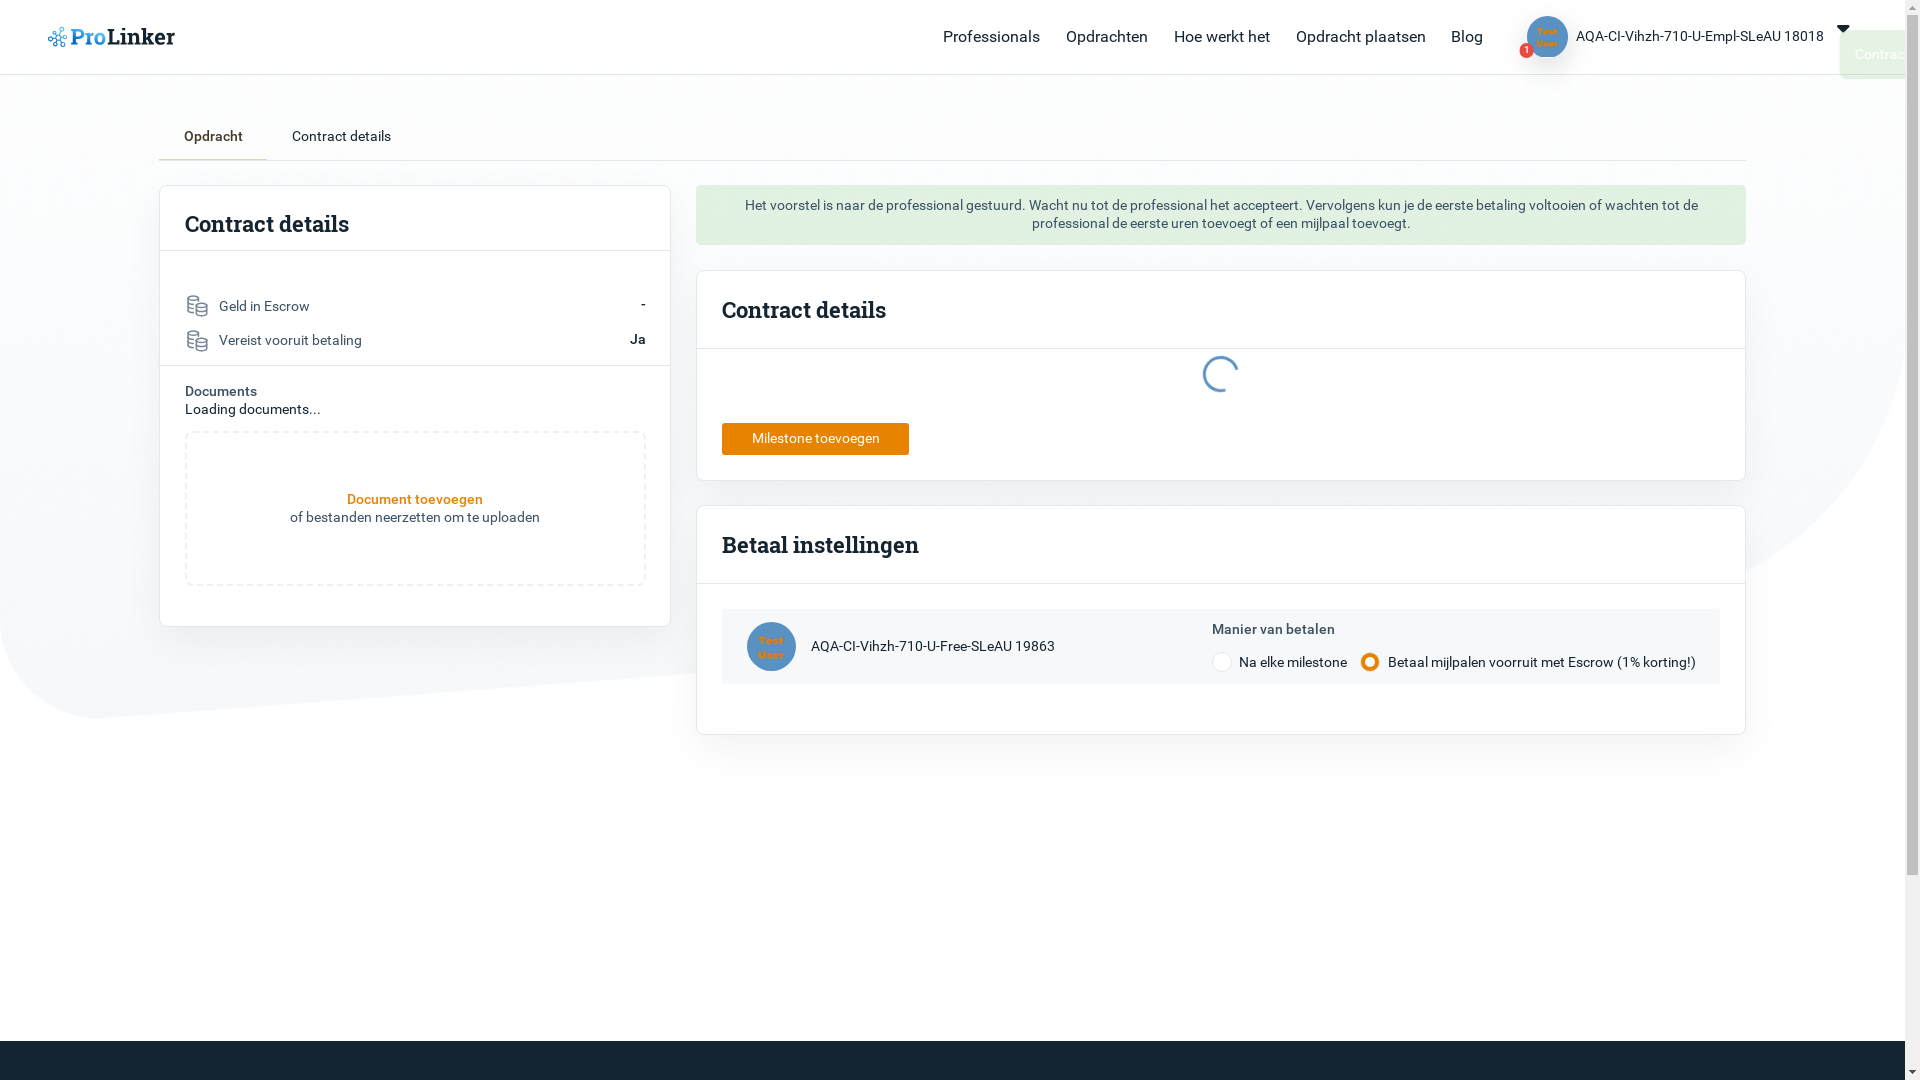 ProLinker
Professionals
Opdrachten
Hoe werkt het
Opdracht plaatsen
Blog
1
Test
User
AQA-CI-Vihzh-710-U-Empl-SLeAU 18018
Opdracht
Contract details
Contract details
Geld in Escrow
-
Vereist vooruit betaling
Ja
Documents
Loading documents...
Document toevoegen
of bestanden neerzetten om te uploaden
Het voorstel is naar de professional gestuurd. Wacht nu tot de professional het accepteert. Vervolgens kun je de eerste betaling voltooien of wachten tot de
professional de eerste uren toevoegt of een mijlpaal toevoegt.
Contract details
Milestone toevoegen
Betaal instellingen
Test
User
AQA-CI-Vihzh-710-U-Free-SLeAU 19863
Manier van betalen
Na elke milestone
Betaal mijlpalen voorruit met Escrow (1% korting!)